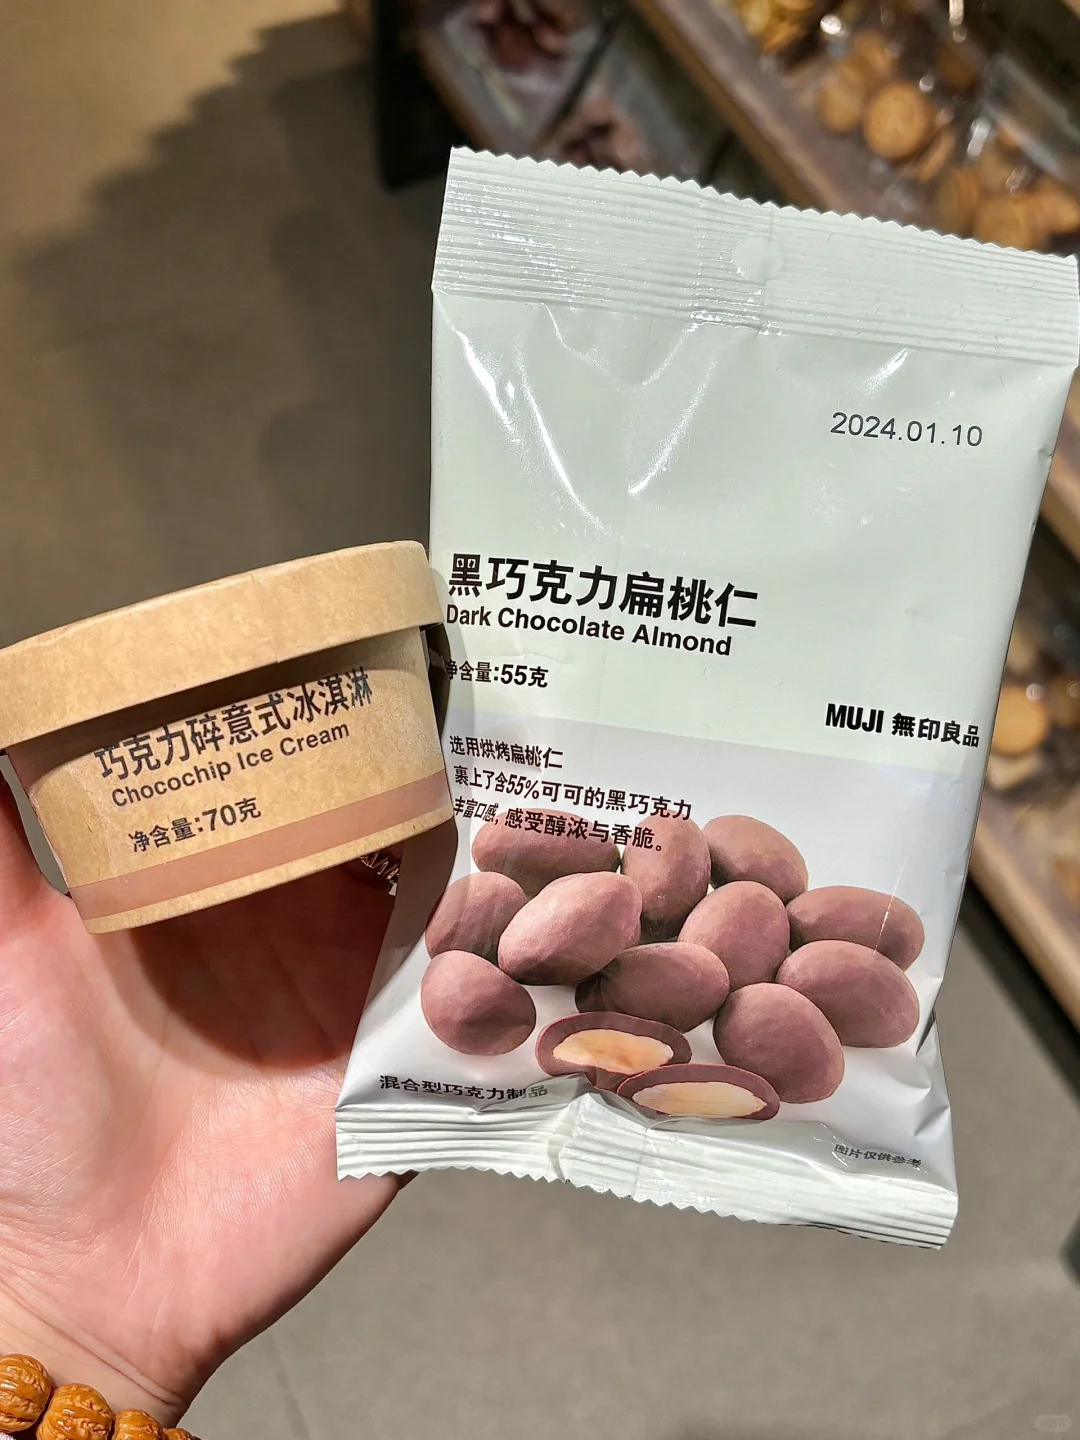 2024.01.10
黑巧克力扁桃仁
Dark Chocolate Almond
净含量:55克
MUJI 無印良品
选用烘烤扁桃仁
裹上了含55%可可的黑巧克力
丰富口感,感受醇浓与香脆。
混合型巧克力制品
图片仅供参考
巧克力碎意式冰淇淋
Chocochip Ice Cream
净含量:70克